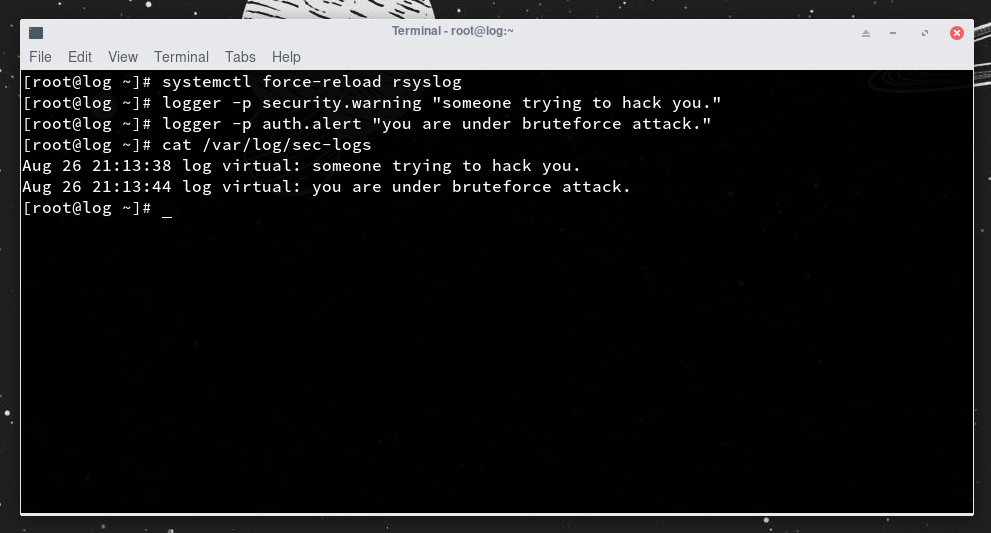 Terminal - root@log:~
File Edit View Terminal Tabs Help
[root@log ~]# systemctl force-reload rsyslog
[root@log ~]# logger -p security.warning "someone trying to hack you."
[root@log ~]# logger -p auth.alert "you are under bruteforce attack."
[root@log ~]# cat /var/log/sec-logs
Aug 26 21:13:38 log virtual: someone trying to hack you.
Aug 26 21:13:44 log virtual: you are under bruteforce attack.
[root@log ~]# _